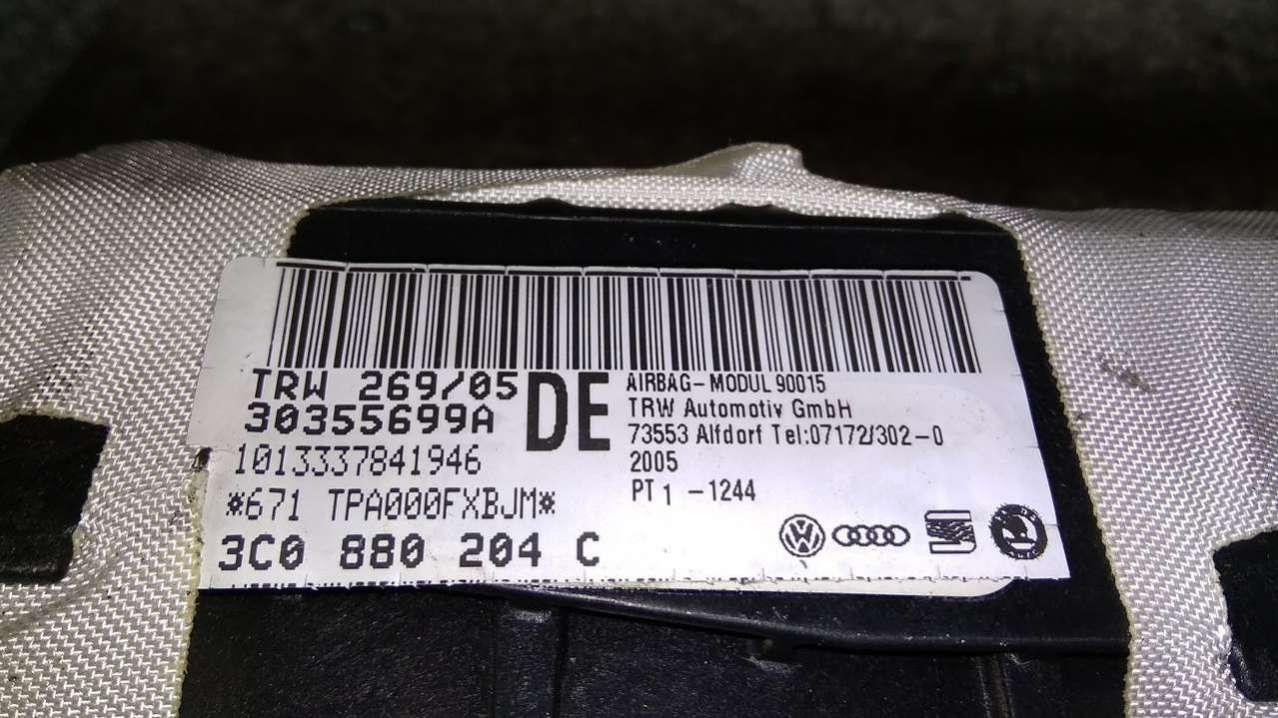 TRW 269/05
30355699A
DE
1013337841946
*671 TPA000FXBJM*
3C0 880 204 C
AIRBAG-MODUL 90015
TRW Automotiv GmbH
73553 Alfdorf Tel:07172/302-0
2005
PT 1 -1244